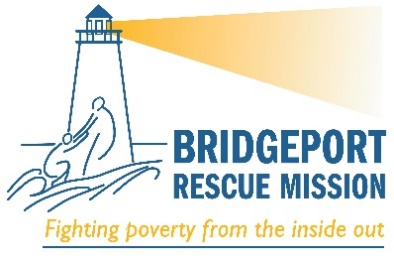 BRIDGEPORT
RESCUE MISSION
Fighting poverty from the inside out